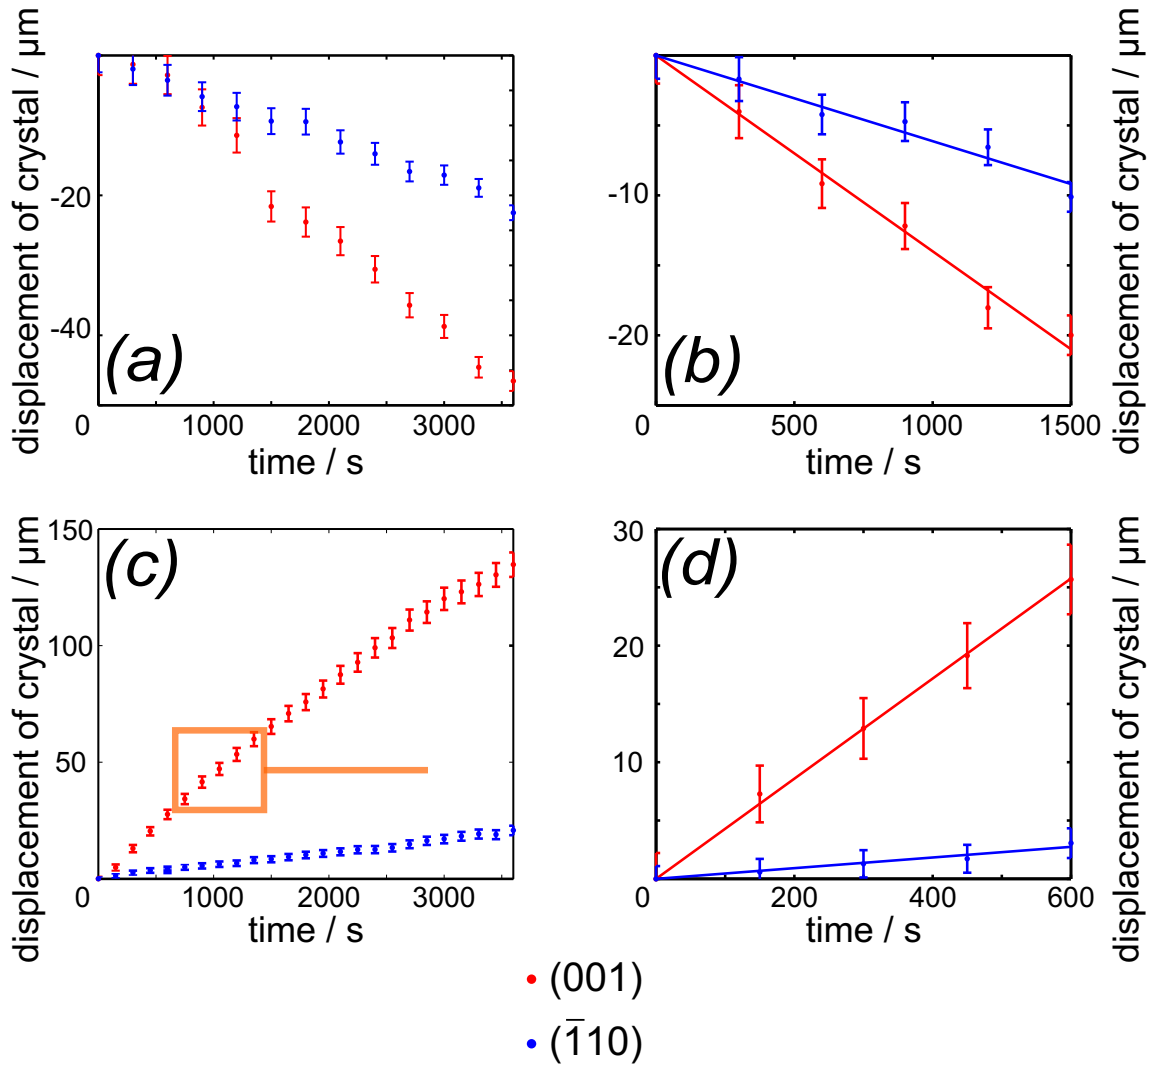 displacement of crystal / µm
0
-20
-40
(a)
0
1000
2000
3000
time / s
displacement of crystal / µm
-10
-20
(b)
0
500
1000
1500
time / s
displacement of crystal / µm
150
100
50
(c)
0
1000
2000
3000
time / s
displacement of crystal / µm
30
20
10
(d)
0
200
400
600
time / s
(001)
(1̅10)